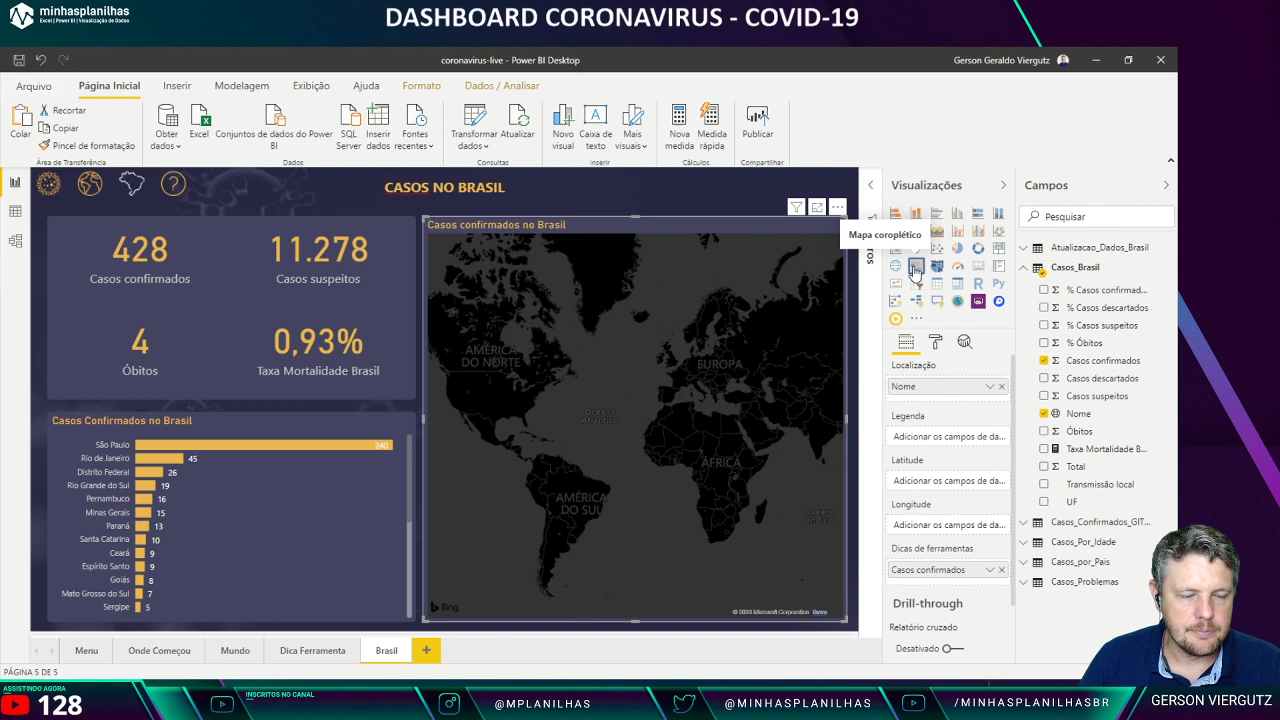 minhasplanilhas
Excel | Power BI | Visualização de Dados
DASHBOARD CORONAVIRUS - COVID-19
coronavirus-live - Power BI Desktop
Gerson Geraldo Viergutz
Arquivo
Página Inicial
Inserir
Modelagem
Exibição
Ajuda
Formato
Dados / Analisar
Colar
Recortar
Copiar
Pincel de formatação
Área de Transferência
Obter dados
Excel
Conjuntos de dados do Power BI
SQL Server
Inserir dados
Fontes recentes
Dados
Transformar dados
Atualizar
Consultas
Novo visual
Caixa de texto
Mais visuais
Inserir
Nova medida
Medida rápida
Cálculos
Publicar
Compartilhar
CASOS NO BRASIL
428
Casos confirmados
11.278
Casos suspeitos
4
Óbitos
0,93%
Taxa Mortalidade Brasil
Casos Confirmados no Brasil
São Paulo 240
Rio de Janeiro 45
Distrito Federal 26
Rio Grande do Sul 19
Pernambuco 16
Minas Gerais 15
Paraná 13
Santa Catarina 10
Ceará 9
Espírito Santo 9
Goiás 8
Mato Grosso do Sul 7
Sergipe 5
Casos confirmados no Brasil
AMÉRICA DO NORTE
EUROPA
Oceano Atlântico
ÁFRICA
AMÉRICA DO SUL
Oceano Índico
Bing
© 2020 Microsoft Corporation Terms
Visualizações
Mapa coroplético
R
Py
Localização
Nome
Legenda
Adicionar os campos de da...
Latitude
Adicionar os campos de da...
Longitude
Adicionar os campos de da...
Dicas de ferramentas
Casos confirmados
Drill-through
Relatório cruzado
Desativado
Campos
Pesquisar
Atualizacao_Dados_Brasil
Casos_Brasil
% Casos confirmad...
% Casos descartados
% Casos suspeitos
% Óbitos
Casos confirmados
Casos descartados
Casos suspeitos
Nome
Óbitos
Taxa Mortalidade B...
Total
Transmissão local
UF
Casos_Confirmados_GIT...
Casos_Por_Idade
Casos_por_Pais
Casos_Problemas
Menu
Onde Começou
Mundo
Dica Ferramenta
Brasil
PÁGINA 5 DE 5
ASSISTINDO AGORA
128
INSCRITOS NO CANAL
@MPLANILHAS
@MINHASPLANILHAS
/MINHASPLANILHASBR
GERSON VIERGUTZ